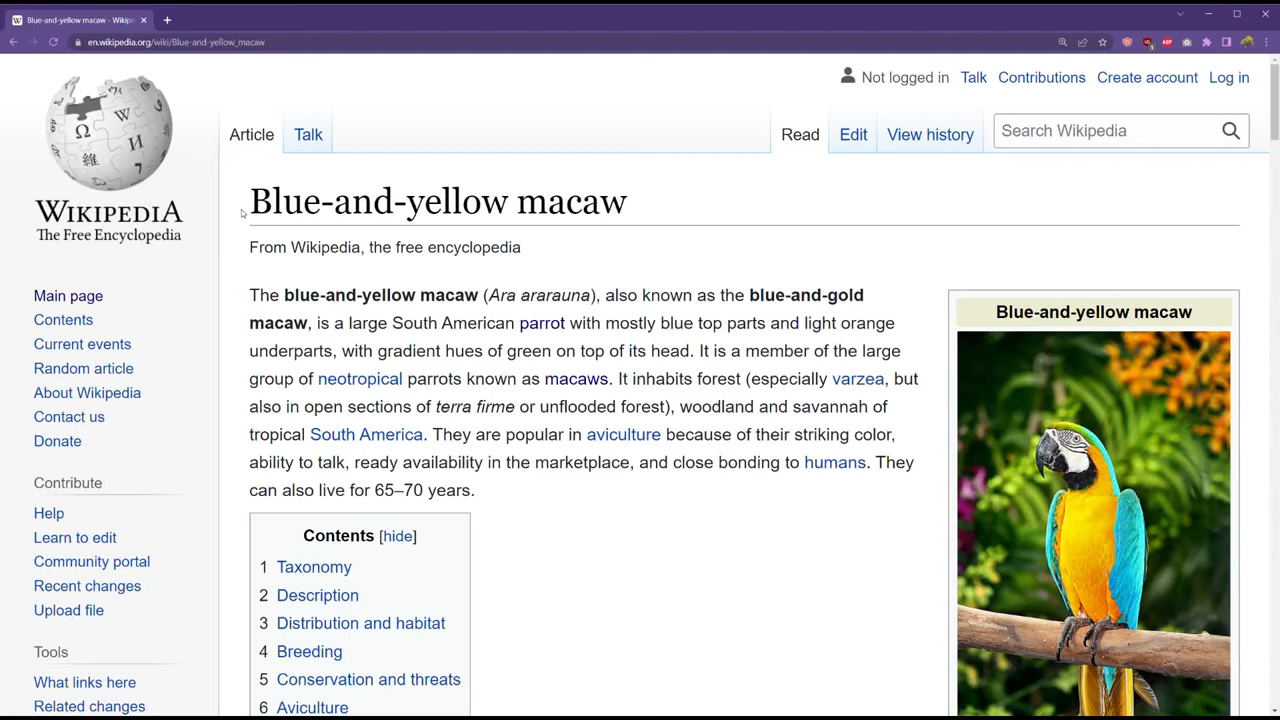 Blue-and-yellow macaw - Wikipe
en.wikipedia.org/wiki/Blue-and-yellow_macaw
Not logged in Talk Contributions Create account Log in
Article Talk Read Edit View history Search Wikipedia
WIKIPEDIA
The Free Encyclopedia
Main page
Contents
Current events
Random article
About Wikipedia
Contact us
Donate
Contribute
Help
Learn to edit
Community portal
Recent changes
Upload file
Tools
What links here
Related changes
Blue-and-yellow macaw
From Wikipedia, the free encyclopedia
The blue-and-yellow macaw (Ara ararauna), also known as the blue-and-gold
macaw, is a large South American parrot with mostly blue top parts and light orange
underparts, with gradient hues of green on top of its head. It is a member of the large
group of neotropical parrots known as macaws. It inhabits forest (especially varzea, but
also in open sections of terra firme or unflooded forest), woodland and savannah of
tropical South America. They are popular in aviculture because of their striking color,
ability to talk, ready availability in the marketplace, and close bonding to humans. They
can also live for 65–70 years.
Contents [hide]
1 Taxonomy
2 Description
3 Distribution and habitat
4 Breeding
5 Conservation and threats
6 Aviculture
Blue-and-yellow macaw